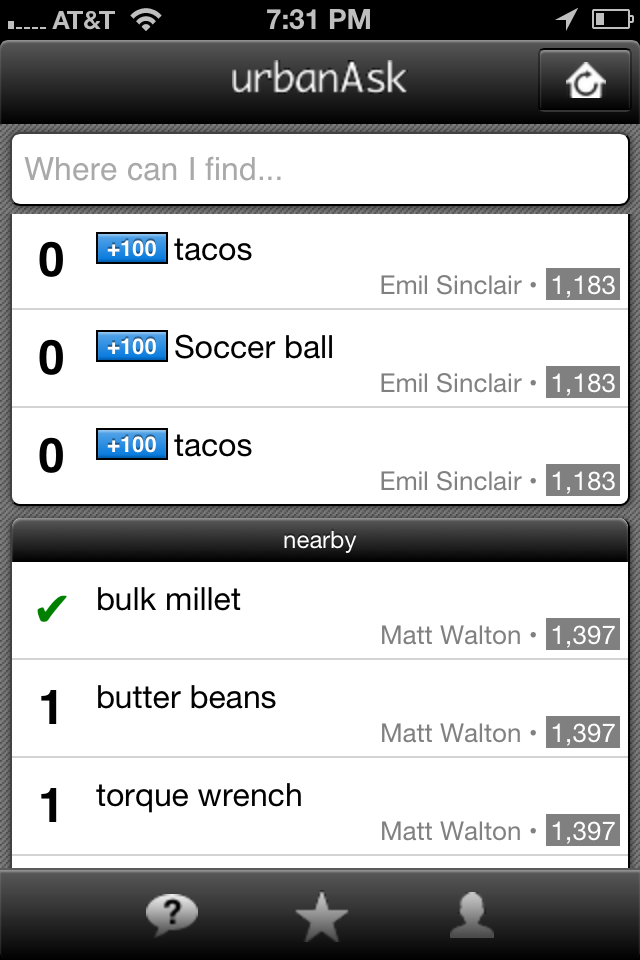 AT&T 7:31 PM
urbanAsk
Where can I find...
0 +100 tacos
Emil Sinclair • 1,183
0 +100 Soccer ball
Emil Sinclair • 1,183
0 +100 tacos
Emil Sinclair • 1,183
nearby
✔ bulk millet
Matt Walton • 1,397
1 butter beans
Matt Walton • 1,397
1 torque wrench
Matt Walton • 1,397
?